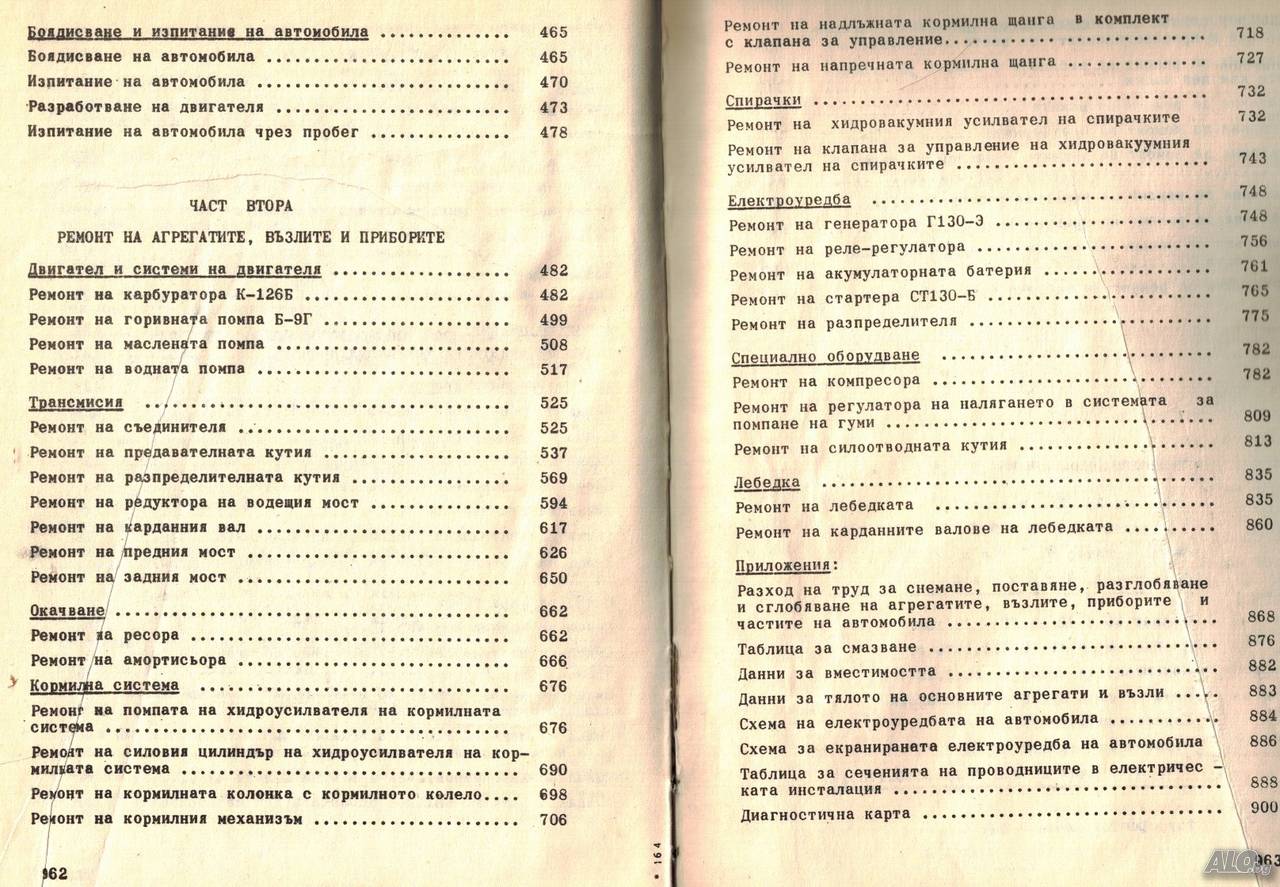 Боядисване и изпитание на автомобила .............. 465
Боядисване на автомобила .......................... 465
Изпитание на автомобила ........................... 470
Разработване на двигателя ......................... 473
Изпитание на автомобила чрез пробег ............... 478
ЧАСТ ВТОРА
РЕМОНТ НА АГРЕГАТИТЕ, ВЪЗЛИТЕ И ПРИБОРИТЕ
Двигател и системи на двигателя ................... 482
Ремонт на карбуратора К-126Б ...................... 482
Ремонт на горивната помпа Б-9Г .................... 499
Ремонт на маслената помпа ......................... 508
Ремонт на водната помпа ........................... 517
Трансмисия ........................................ 525
Ремонт на съединителя ............................. 525
Ремонт на предавателната кутия .................... 537
Ремонт на разпределителната кутия ................. 569
Ремонт на редуктора на водещия мост ............... 594
Ремонт на карданния вал ........................... 617
Ремонт на предния мост ............................ 626
Ремонт на задния мост ............................. 650
Окачване .......................................... 662
Ремонт на ресора .................................. 662
Ремонт на амортисьора ............................. 666
Кормилна система .................................. 676
Ремонт на помпата на хидроусилвателя на кормилната
система ........................................... 676
Ремонт на силовия цилиндър на хидроусилвателя на кор-
милната система ................................... 690
Ремонт на кормилната колонка с кормилното колело.... 698
Ремонт на кормилния механизъм ..................... 706
962
Ремонт на надлъжната кормилна щанга в комплект
с клапана за управление............................ 718
Ремонт на напречната кормилна щанга ............... 727
Спирачки .......................................... 732
Ремонт на хидровакумния усилвател на спирачките 732
Ремонт на клапана за управление на хидровакуумния
усилвател на спирачките ........................... 743
Електроуредба ..................................... 748
Ремонт на генератора Г130-Э ....................... 748
Ремонт на реле-регулатора ......................... 756
Ремонт на акумулаторната батерия .................. 761
Ремонт на стартера СТ130-Б ........................ 765
Ремонт на разпределителя .......................... 775
Специално оборудване .............................. 782
Ремонт на компресора .............................. 782
Ремонт на регулатора на налягането в системата за
помпане на гуми ................................... 809
Ремонт на силоотводната кутия ..................... 813
Лебедка ........................................... 835
Ремонт на лебедката ............................... 835
Ремонт на карданните валове на лебедката .......... 860
Приложения:
Разход на труд за снемане, поставяне, разглобяване
и сглобяване на агрегатите, възлите, приборите и
частите на автомобила ............................. 868
Таблица за смазване ............................... 876
Данни за вместимостта ............................. 882
Данни за тялото на основните агрегати и възли ..... 883
Схема на електроуредбата на автомобила ............ 884
Схема за екранираната електроуредба на автомобила 886
Таблица за сеченията на проводниците в електричес -
ката инсталация ................................... 888
Диагностична карта ................................ 900
963
164
ALO.bg